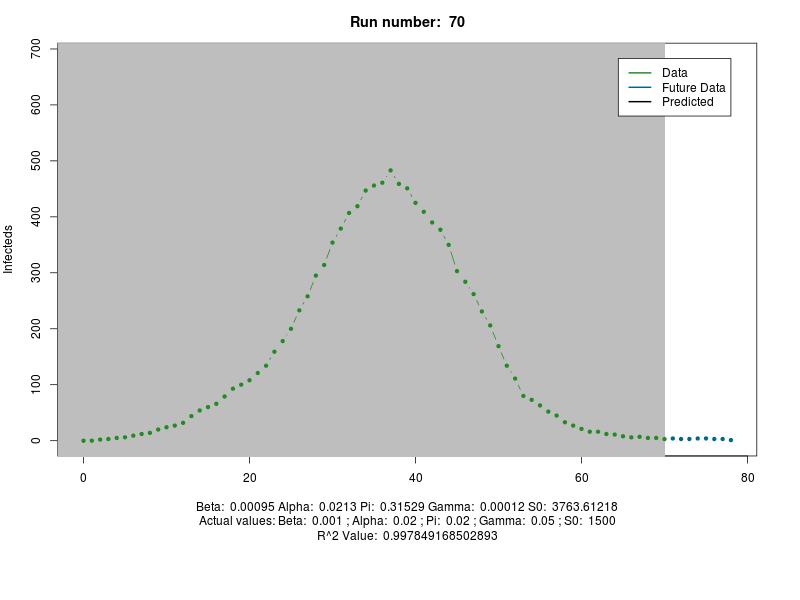 Run number: 70
700
600
500
400
300
200
100
0
Infecteds
Data
Future Data
Predicted
0 20 40 60 80
Beta: 0.00095 Alpha: 0.0213 Pi: 0.31529 Gamma: 0.00012 S0: 3763.61218
Actual values: Beta: 0.001 ; Alpha: 0.02 ; Pi: 0.02 ; Gamma: 0.05 ; S0: 1500
R^2 Value: 0.997849168502893